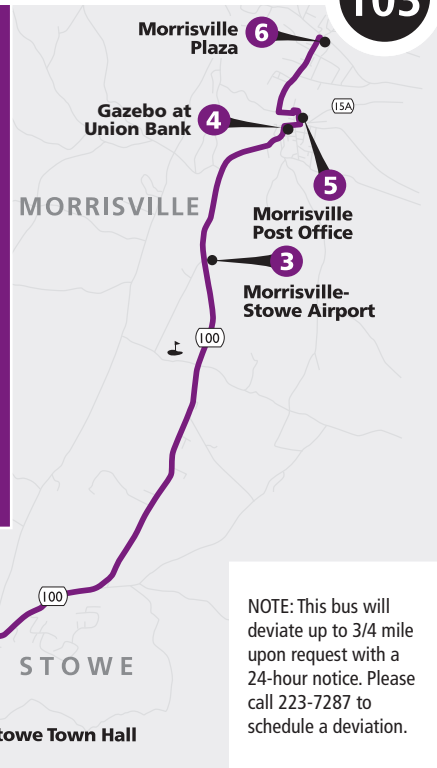 105
Morrisville
Plaza
6
15A
Gazebo at
Union Bank
4
5
MORRISVILLE
Morrisville
Post Office
3
Morrisville-
Stowe Airport
100
100
NOTE: This bus will
deviate up to 3/4 mile
upon request with a
24-hour notice. Please
call 223-7287 to
schedule a deviation.
STOWE
towe Town Hall